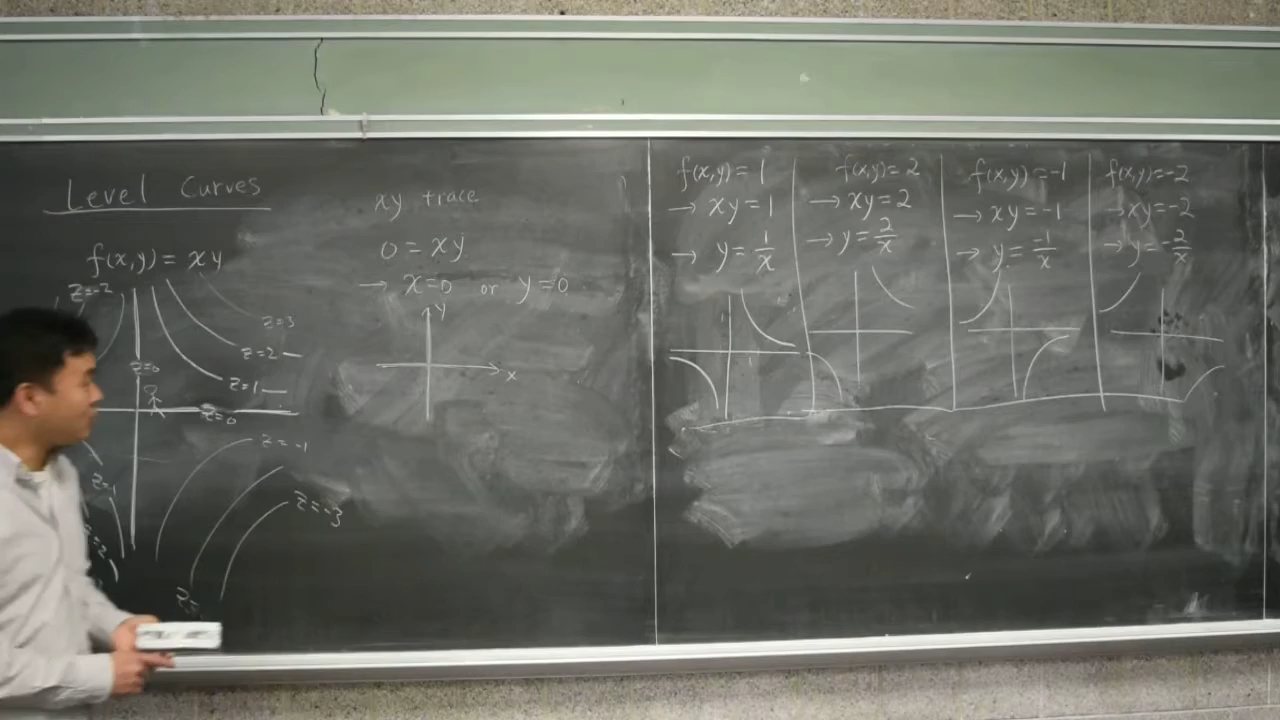 Level Curves
f(x,y) = xy
z=-2
z=3
z=2
z=0
z=1
z=0
z=-1
z=1
z=-3
z=2
xy trace
0 = xy
→ x=0 or y=0
y
x
f(x,y) = 1
→ xy=1
→ y = 1/x
f(x,y) = 2
→ xy=2
→ y = 2/x
f(x,y) = -1
→ xy=-1
→ y = -1/x
f(x,y) = -2
→ xy=-2
→ y = -2/x